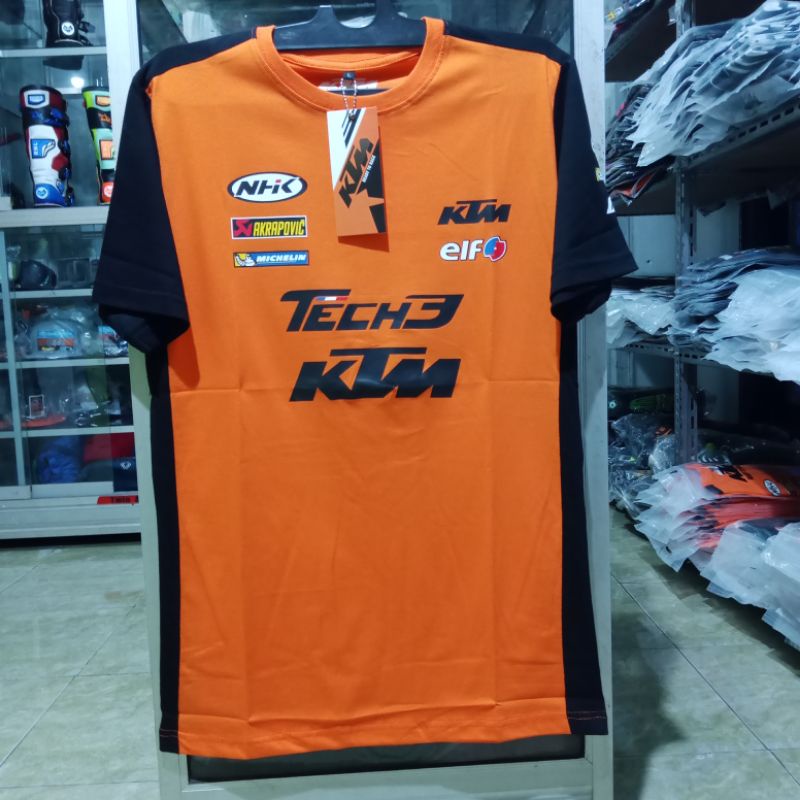 KTM
NHK
AKRAPOVIČ
MICHELIN
KTM
elf
TECH3
KTM